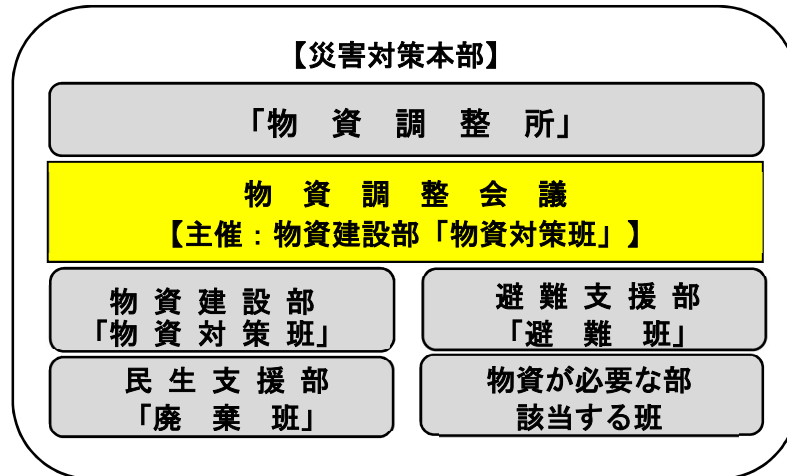 【災害対策本部】
「物 資 調 整 所」
物 資 調 整 会 議
【主催：物資建設部「物資対策班」】
物 資 建 設 部
「物 資 対 策 班」
避 難 支 援 部
「避 難 班」
民 生 支 援 部
「廃 棄 班」
物資が必要な部
該当する班